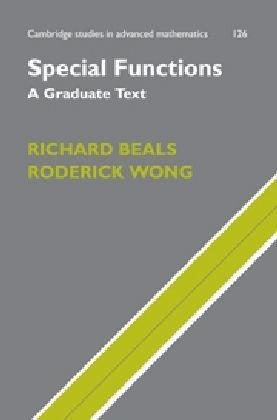 Cambridge studies in advanced mathematics 126
Special Functions
A Graduate Text
RICHARD BEALS
RODERICK WONG